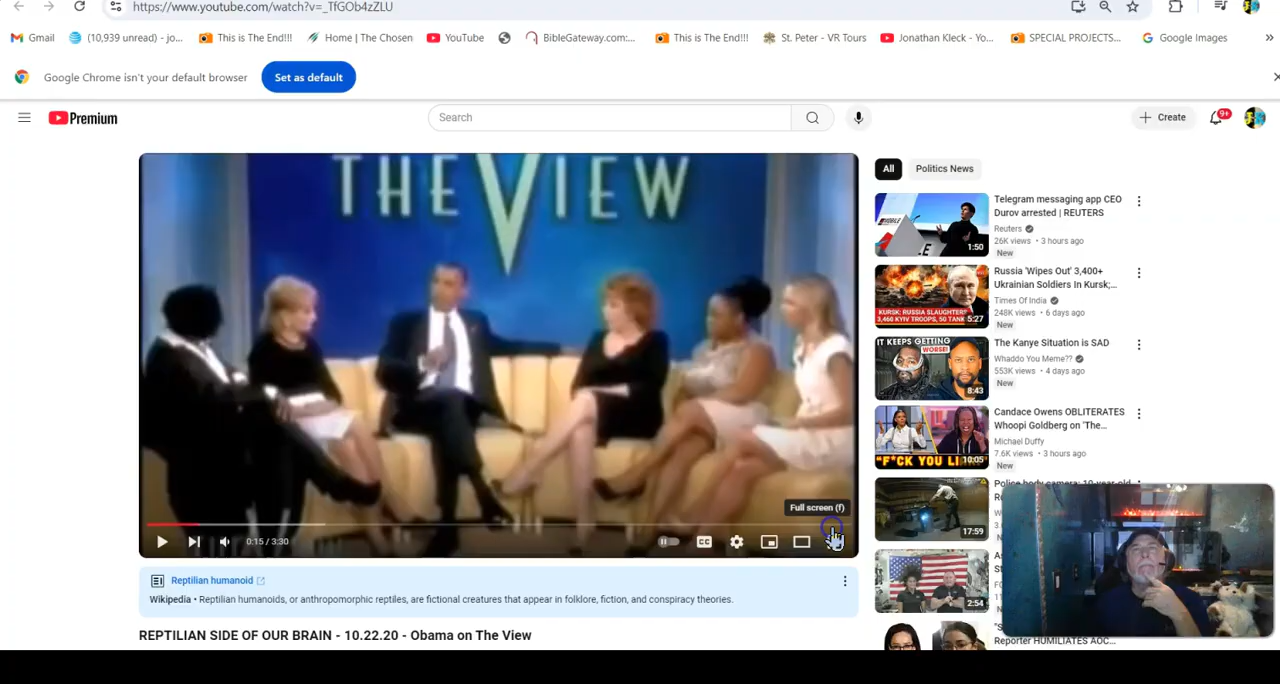 https://www.youtube.com/watch?v=_TfGOb4zZLU
Gmail (10,939 unread) - jo... This is The End!!! Home | The Chosen YouTube BibleGateway.com:... This is The End!!! St. Peter - VR Tours Jonathan Kleck - Yo... SPECIAL PROJECTS... Google Images »
Google Chrome isn't your default browser Set as default
Premium
Search
Create
9+
THE VIEW
Full screen (f)
0:15 / 3:30
CC
Reptilian humanoid
Wikipedia • Reptilian humanoids, or anthropomorphic reptiles, are fictional creatures that appear in folklore, fiction, and conspiracy theories.
REPTILIAN SIDE OF OUR BRAIN - 10.22.20 - Obama on The View
All Politics News
1:50
Telegram messaging app CEO
Durov arrested | REUTERS
Reuters
26K views • 3 hours ago
New
KURSK: RUSSIA SLAUGHTERS
5:27
Russia 'Wipes Out' 3,400+
Ukrainian Soldiers In Kursk;...
Times Of India
248K views • 6 days ago
New
IT KEEPS GETTING
WORSE!
8:43
The Kanye Situation is SAD
Whaddo You Meme??
553K views • 4 days ago
New
"F*CK YOU
10:05
Candace Owens OBLITERATES
Whoopi Goldberg on 'The...
Michael Duffy
7.6K views • 3 hours ago
New
17:59
2:54
Reporter HUMILIATES AOC...